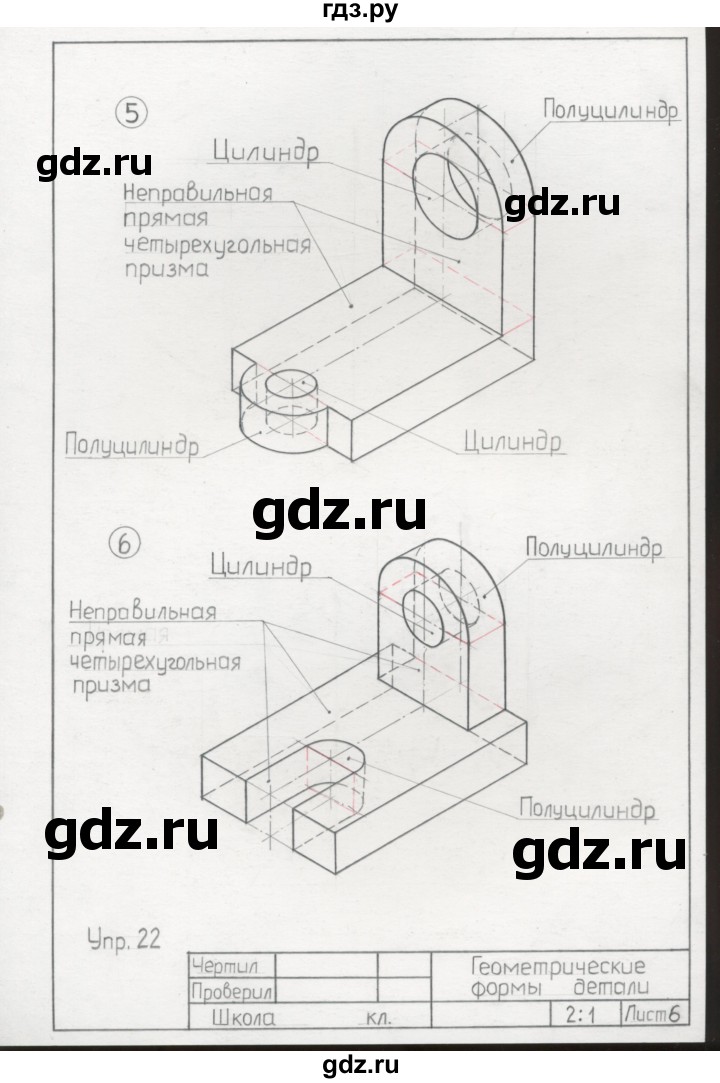 гдз.ру
5
Полуцилиндр
Цилиндр
gdz.ru
Неправильная
прямая
четырехугольная
призма
gdz.ru
Полуцилиндр
Цилиндр
gdz.ru
6
Полуцилиндр
Цилиндр
Неправильная
прямая
четырехугольная
призма
Полуцилиндр
gdz.ru
gdz.ru
Упр. 22
Чертил
Геометрические
формы детали
Проверил
Школа кл.
2:1
Лист 6
gdz.ru